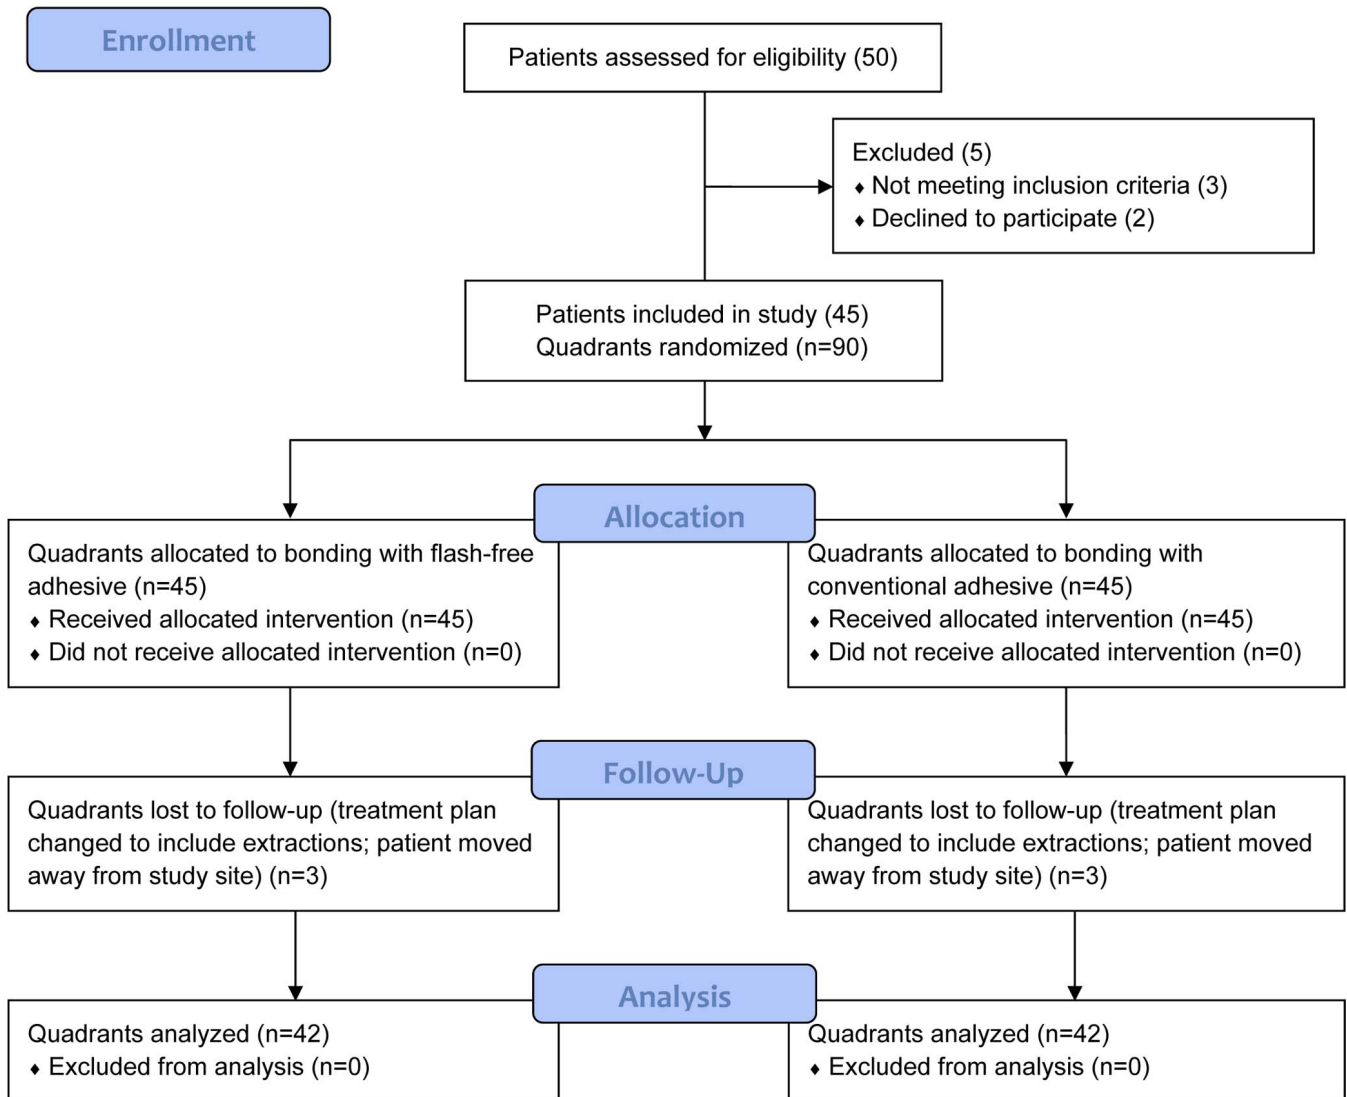 Enrollment
Patients assessed for eligibility (50)
Excluded (5)
♦ Not meeting inclusion criteria (3)
♦ Declined to participate (2)
Patients included in study (45)
Quadrants randomized (n=90)
Allocation
Quadrants allocated to bonding with flash-free
adhesive (n=45)
♦ Received allocated intervention (n=45)
♦ Did not receive allocated intervention (n=0)
Quadrants allocated to bonding with
conventional adhesive (n=45)
♦ Received allocated intervention (n=45)
♦ Did not receive allocated intervention (n=0)
Follow-Up
Quadrants lost to follow-up (treatment plan
changed to include extractions; patient moved
away from study site) (n=3)
Quadrants lost to follow-up (treatment plan
changed to include extractions; patient moved
away from study site) (n=3)
Analysis
Quadrants analyzed (n=42)
♦ Excluded from analysis (n=0)
Quadrants analyzed (n=42)
♦ Excluded from analysis (n=0)